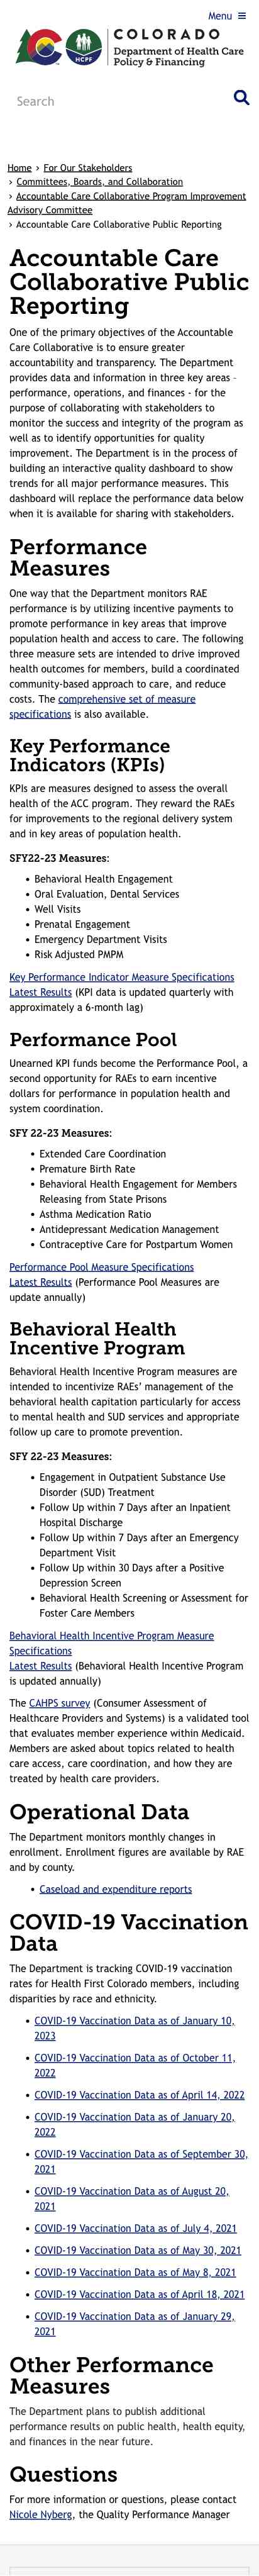 Menu ≡
COLORADO
Department of Health Care
Policy & Financing
HCPF
Search
Home › For Our Stakeholders
› Committees, Boards, and Collaboration
› Accountable Care Collaborative Program Improvement
Advisory Committee
› Accountable Care Collaborative Public Reporting
Accountable Care
Collaborative Public
Reporting
One of the primary objectives of the Accountable
Care Collaborative is to ensure greater
accountability and transparency. The Department
provides data and information in three key areas –
performance, operations, and finances - for the
purpose of collaborating with stakeholders to
monitor the success and integrity of the program as
well as to identify opportunities for quality
improvement. The Department is in the process of
building an interactive quality dashboard to show
trends for all major performance measures. This
dashboard will replace the performance data below
when it is available for sharing with stakeholders.
Performance
Measures
One way that the Department monitors RAE
performance is by utilizing incentive payments to
promote performance in key areas that improve
population health and access to care. The following
three measure sets are intended to drive improved
health outcomes for members, build a coordinated
community-based approach to care, and reduce
costs. The comprehensive set of measure
specifications is also available.
Key Performance
Indicators (KPIs)
KPIs are measures designed to assess the overall
health of the ACC program. They reward the RAEs
for improvements to the regional delivery system
and in key areas of population health.
SFY22-23 Measures:
• Behavioral Health Engagement
• Oral Evaluation, Dental Services
• Well Visits
• Prenatal Engagement
• Emergency Department Visits
• Risk Adjusted PMPM
Key Performance Indicator Measure Specifications
Latest Results (KPI data is updated quarterly with
approximately a 6-month lag)
Performance Pool
Unearned KPI funds become the Performance Pool, a
second opportunity for RAEs to earn incentive
dollars for performance in population health and
system coordination.
SFY 22-23 Measures:
• Extended Care Coordination
• Premature Birth Rate
• Behavioral Health Engagement for Members
Releasing from State Prisons
• Asthma Medication Ratio
• Antidepressant Medication Management
• Contraceptive Care for Postpartum Women
Performance Pool Measure Specifications
Latest Results (Performance Pool Measures are
update annually)
Behavioral Health
Incentive Program
Behavioral Health Incentive Program measures are
intended to incentivize RAEs’ management of the
behavioral health capitation particularly for access
to mental health and SUD services and appropriate
follow up care to promote prevention.
SFY 22-23 Measures:
• Engagement in Outpatient Substance Use
Disorder (SUD) Treatment
• Follow Up within 7 Days after an Inpatient
Hospital Discharge
• Follow Up within 7 Days after an Emergency
Department Visit
• Follow Up within 30 Days after a Positive
Depression Screen
• Behavioral Health Screening or Assessment for
Foster Care Members
Behavioral Health Incentive Program Measure
Specifications
Latest Results (Behavioral Health Incentive Program
is updated annually)
The CAHPS survey (Consumer Assessment of
Healthcare Providers and Systems) is a validated tool
that evaluates member experience within Medicaid.
Members are asked about topics related to health
care access, care coordination, and how they are
treated by health care providers.
Operational Data
The Department monitors monthly changes in
enrollment. Enrollment figures are available by RAE
and by county.
• Caseload and expenditure reports
COVID-19 Vaccination
Data
The Department is tracking COVID-19 vaccination
rates for Health First Colorado members, including
disparities by race and ethnicity.
• COVID-19 Vaccination Data as of January 10,
2023
• COVID-19 Vaccination Data as of October 11,
2022
• COVID-19 Vaccination Data as of April 14, 2022
• COVID-19 Vaccination Data as of January 20,
2022
• COVID-19 Vaccination Data as of September 30,
2021
• COVID-19 Vaccination Data as of August 20,
2021
• COVID-19 Vaccination Data as of July 4, 2021
• COVID-19 Vaccination Data as of May 30, 2021
• COVID-19 Vaccination Data as of May 8, 2021
• COVID-19 Vaccination Data as of April 18, 2021
• COVID-19 Vaccination Data as of January 29,
2021
Other Performance
Measures
The Department plans to publish additional
performance results on public health, health equity,
and finances in the near future.
Questions
For more information or questions, please contact
Nicole Nyberg, the Quality Performance Manager